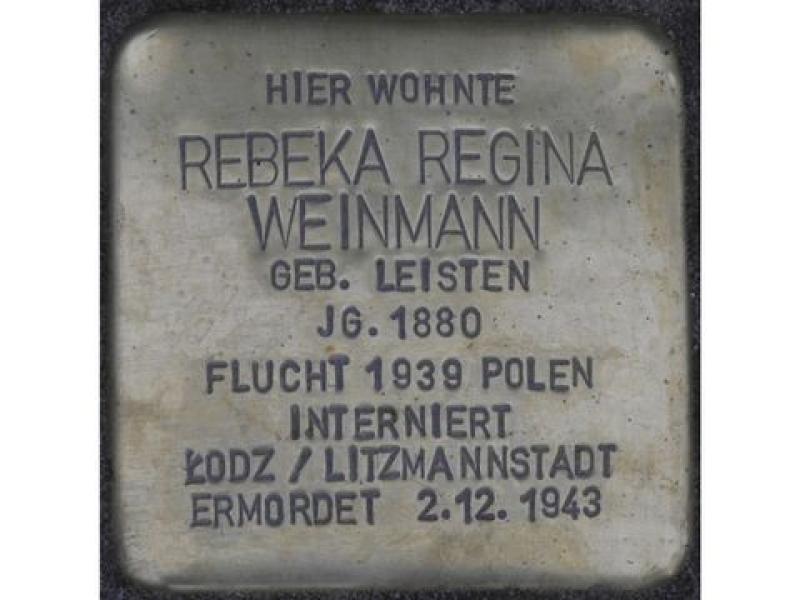 HIER WOHNTE
REBEKA REGINA
WEINMANN
GEB. LEISTEN
JG. 1880
FLUCHT 1939 POLEN
INTERNIERT
ŁODZ / LITZMANNSTADT
ERMORDET 2.12. 1943